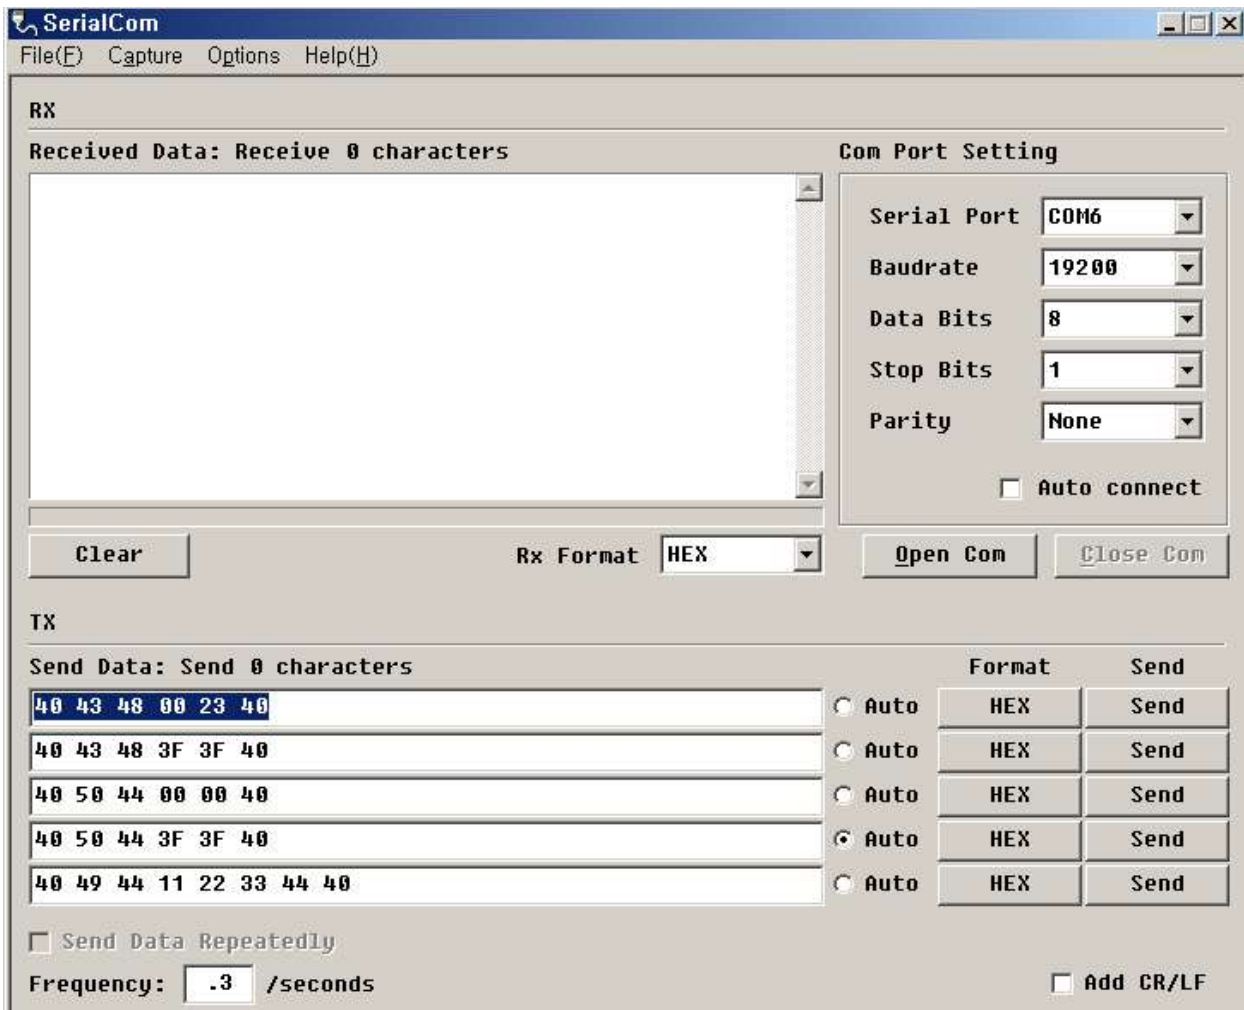 SerialCom
File(F) Capture Options Help(H)
RX
Received Data: Receive 0 characters
Com Port Setting
Serial Port COM6
Baudrate 19200
Data Bits 8
Stop Bits 1
Parity None
Auto connect
Clear
Rx Format HEX
Open Com Close Com
TX
Send Data: Send 0 characters Format Send
40 43 48 00 23 40 Auto HEX Send
40 43 48 3F 3F 40 Auto HEX Send
40 50 44 00 00 40 Auto HEX Send
40 50 44 3F 3F 40 Auto HEX Send
40 49 44 11 22 33 44 40 Auto HEX Send
Send Data Repeatedly
Frequency: .3 /seconds Add CR/LF